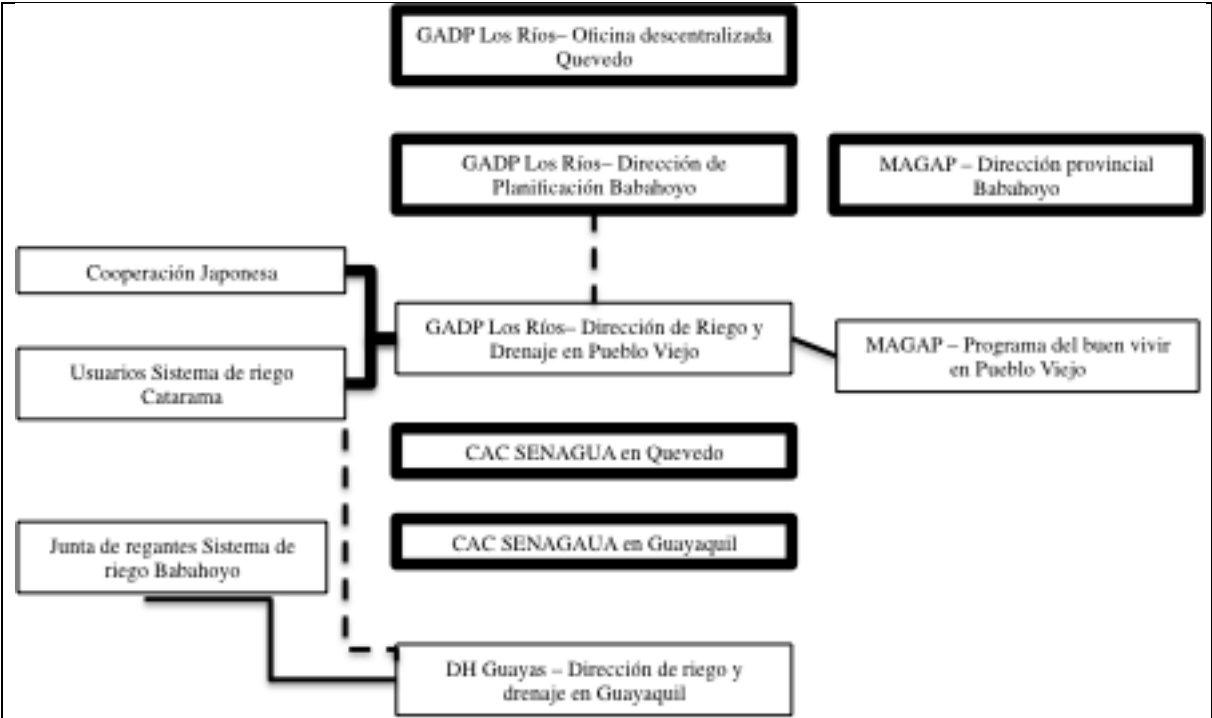 GADP Los Ríos– Oficina descentralizada
Quevedo
GADP Los Ríos– Dirección de
Planificación Babahoyo
MAGAP – Dirección provincial
Babahoyo
Cooperación Japonesa
GADP Los Ríos– Dirección de Riego y
Drenaje en Pueblo Viejo
MAGAP – Programa del buen vivir
en Pueblo Viejo
Usuarios Sistema de riego
Catarama
CAC SENAGUA en Quevedo
CAC SENAGAUA en Guayaquil
Junta de regantes Sistema de
riego Babahoyo
DH Guayas – Dirección de riego y
drenaje en Guayaquil